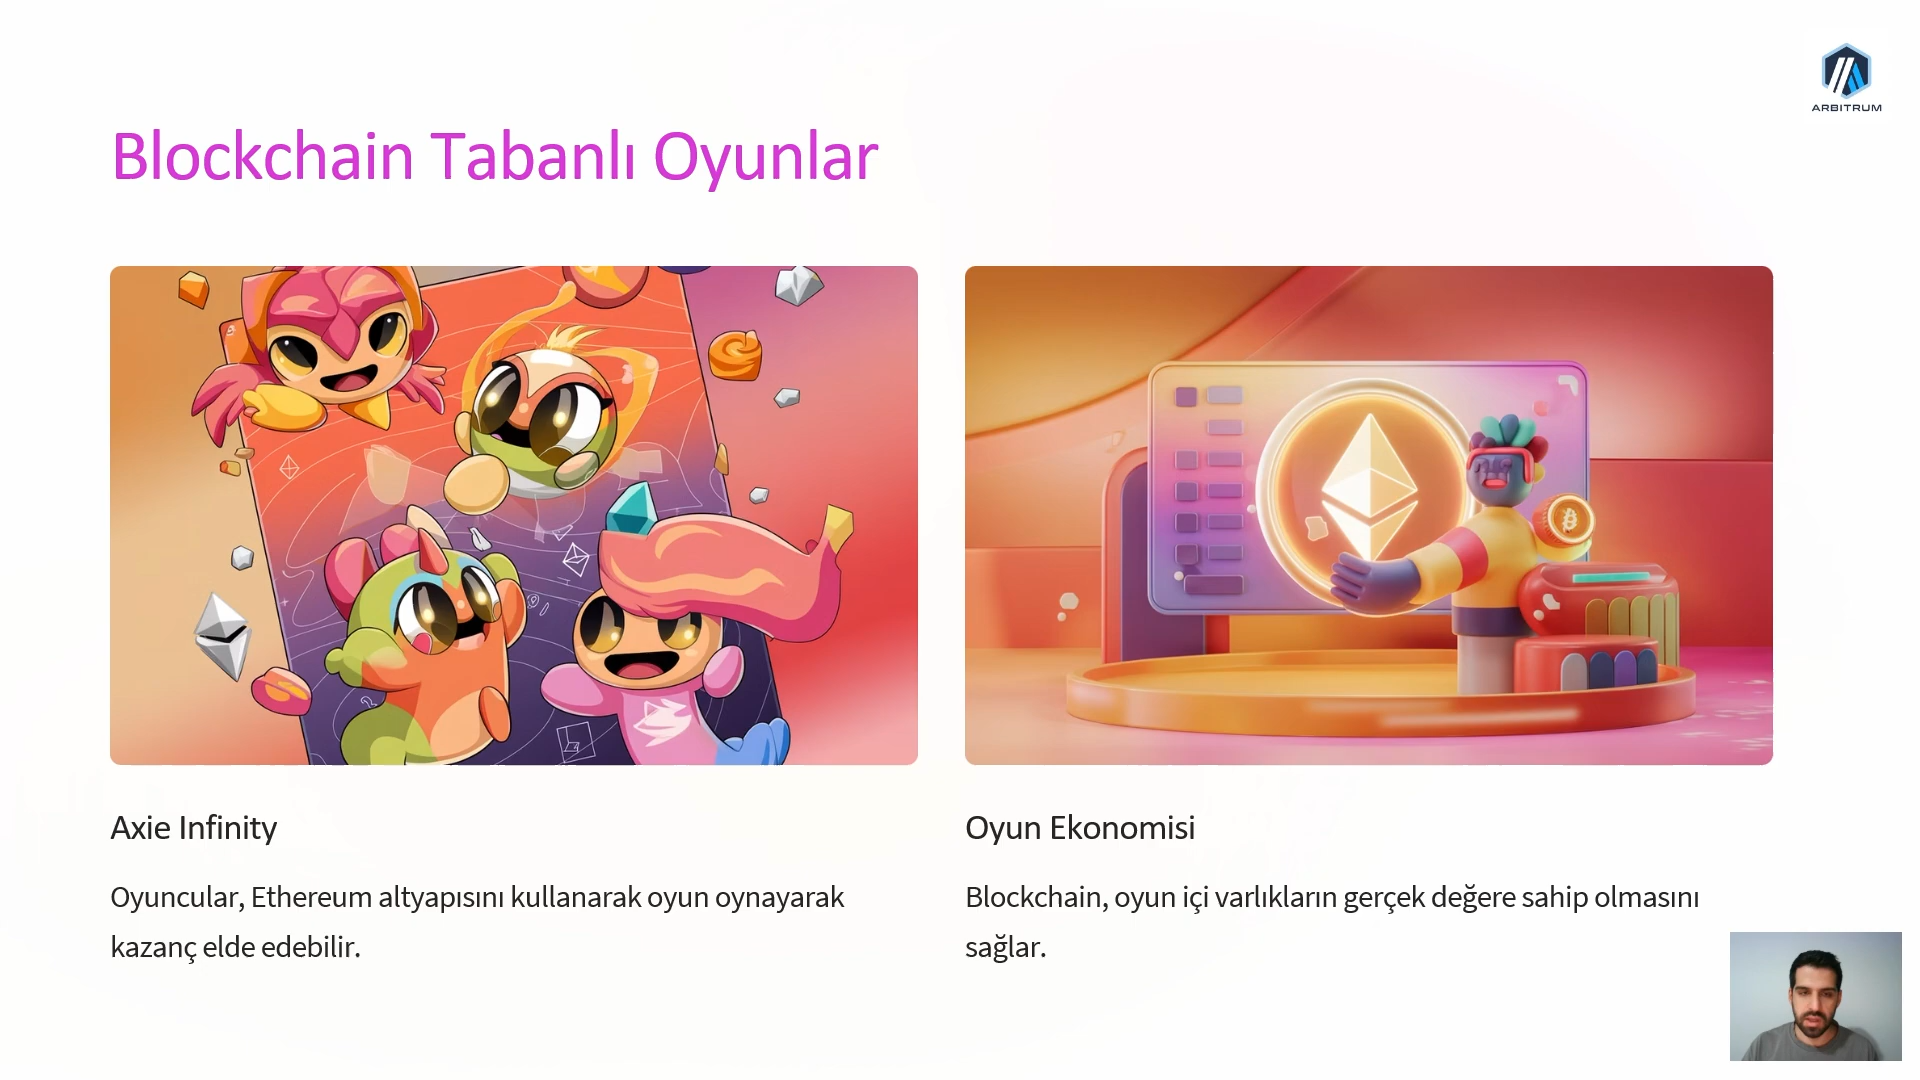 ARBITRUM
Blockchain Tabanlı Oyunlar
Axie Infinity
Oyuncular, Ethereum altyapısını kullanarak oyun oynayarak
kazanç elde edebilir.
Oyun Ekonomisi
Blockchain, oyun içi varlıkların gerçek değere sahip olmasını
sağlar.